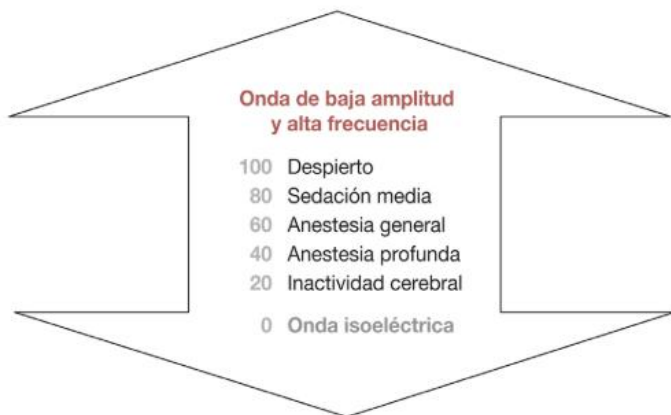 Onda de baja amplitud
y alta frecuencia
100 Despierto
80 Sedación media
60 Anestesia general
40 Anestesia profunda
20 Inactividad cerebral
0 Onda isoeléctrica